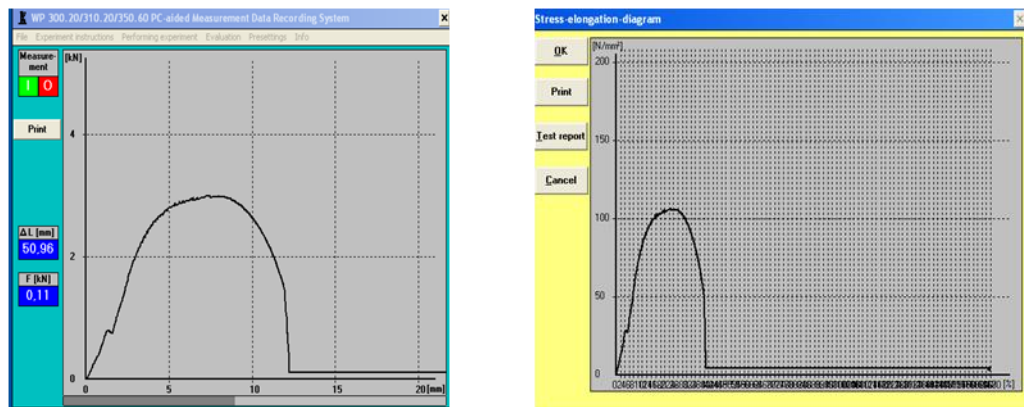 WP 300.20/310.20/350.60 PC-aided Measurement Data Recording System
File Experiment instructions Performing experiment Evaluation Presettings Info
Measure-
ment
I O
Print
Δ L [mm]
50,96
F [kN]
0,11
[kN]
4
2
0
0 5 10 15 20 [mm]
Stress-elongation-diagram
OK
Print
Test report
Cancel
[N/mm²]
200
150
100
50
0
[%]